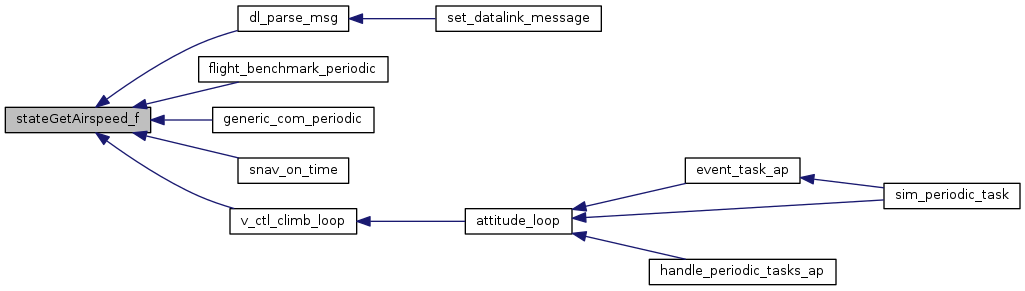 dl_parse_msg
set_datalink_message
flight_benchmark_periodic
stateGetAirspeed_f
generic_com_periodic
snav_on_time
event_task_ap
sim_periodic_task
v_ctl_climb_loop
attitude_loop
handle_periodic_tasks_ap